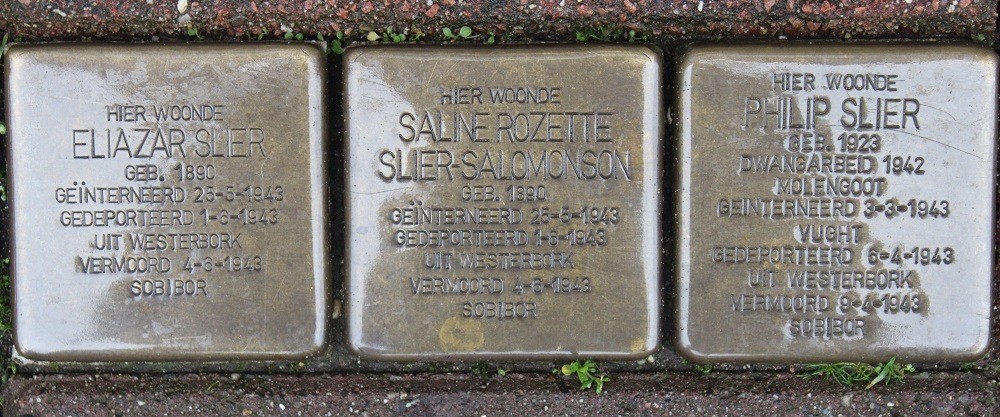 HIER WOONDE
ELIAZAR SLIER
GEB. 1890
GEÏNTERNEERD 25-5-1943
GEDEPORTEERD 1-6-1943
UIT WESTERBORK
VERMOORD 4-6-1943
SOBIBOR
HIER WOONDE
SALINE ROZETTE
SLIER-SALOMONSON
GEB. 1890
GEÏNTERNEERD 25-5-1943
GEDEPORTEERD 1-6-1943
UIT WESTERBORK
VERMOORD 4-6-1943
SOBIBOR
HIER WOONDE
PHILIP SLIER
GEB. 1923
DWANGARBEID 1942
MOLENGOOT
GEÏNTERNEERD 3-3-1943
VUGHT
GEDEPORTEERD 6-4-1943
UIT WESTERBORK
VERMOORD 9-4-1943
SOBIBOR